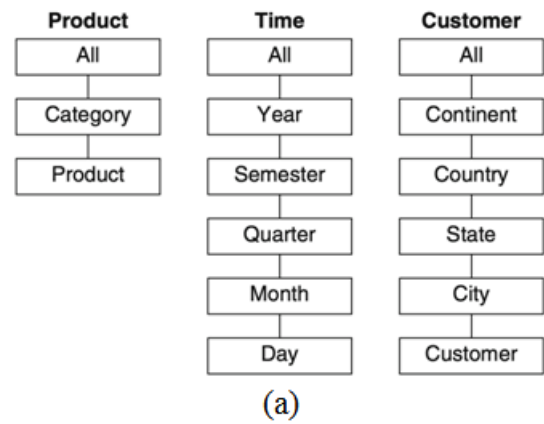 Product Time Customer
All All All
Category Year Continent
Product Semester Country
Quarter State
Month City
Day Customer
(a)